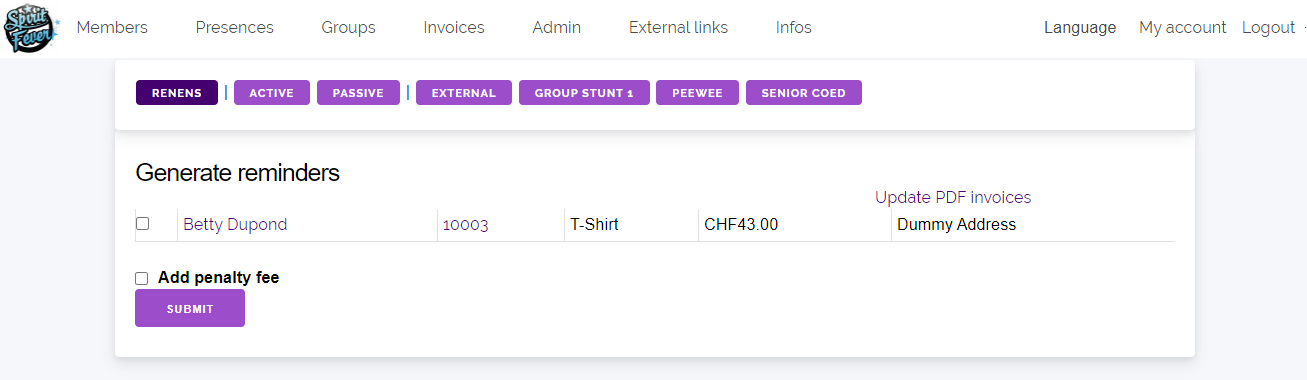 Spirit Fever
Members Presences Groups Invoices Admin External links Infos Language My account Logout
RENENS | ACTIVE PASSIVE | EXTERNAL GROUP STUNT 1 PEEWEE SENIOR COED
Generate reminders
Update PDF invoices
Betty Dupond 10003 T-Shirt CHF43.00 Dummy Address
Add penalty fee
SUBMIT